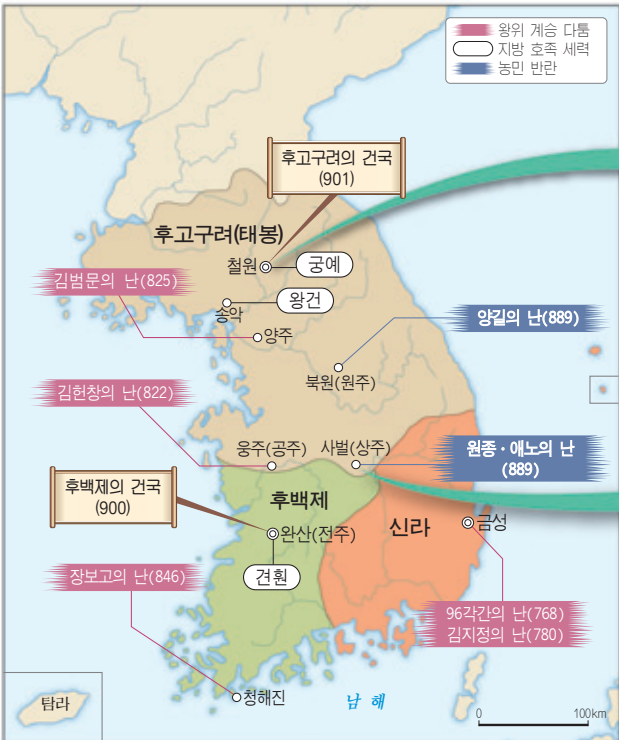 왕위 계승 다툼
지방 호족 세력
농민 반란
후고구려의 건국
(901)
후고구려(태봉)
철원
궁예
김범문의 난(825)
왕건
송악
양주
양길의 난(889)
북원(원주)
김헌창의 난(822)
웅주(공주)
사벌(상주)
원종·애노의 난
(889)
후백제의 건국
(900)
후백제
신라
금성
완산(전주)
견훤
장보고의 난(846)
96각간의 난(768)
김지정의 난(780)
청해진
남해
탐라
0
100km